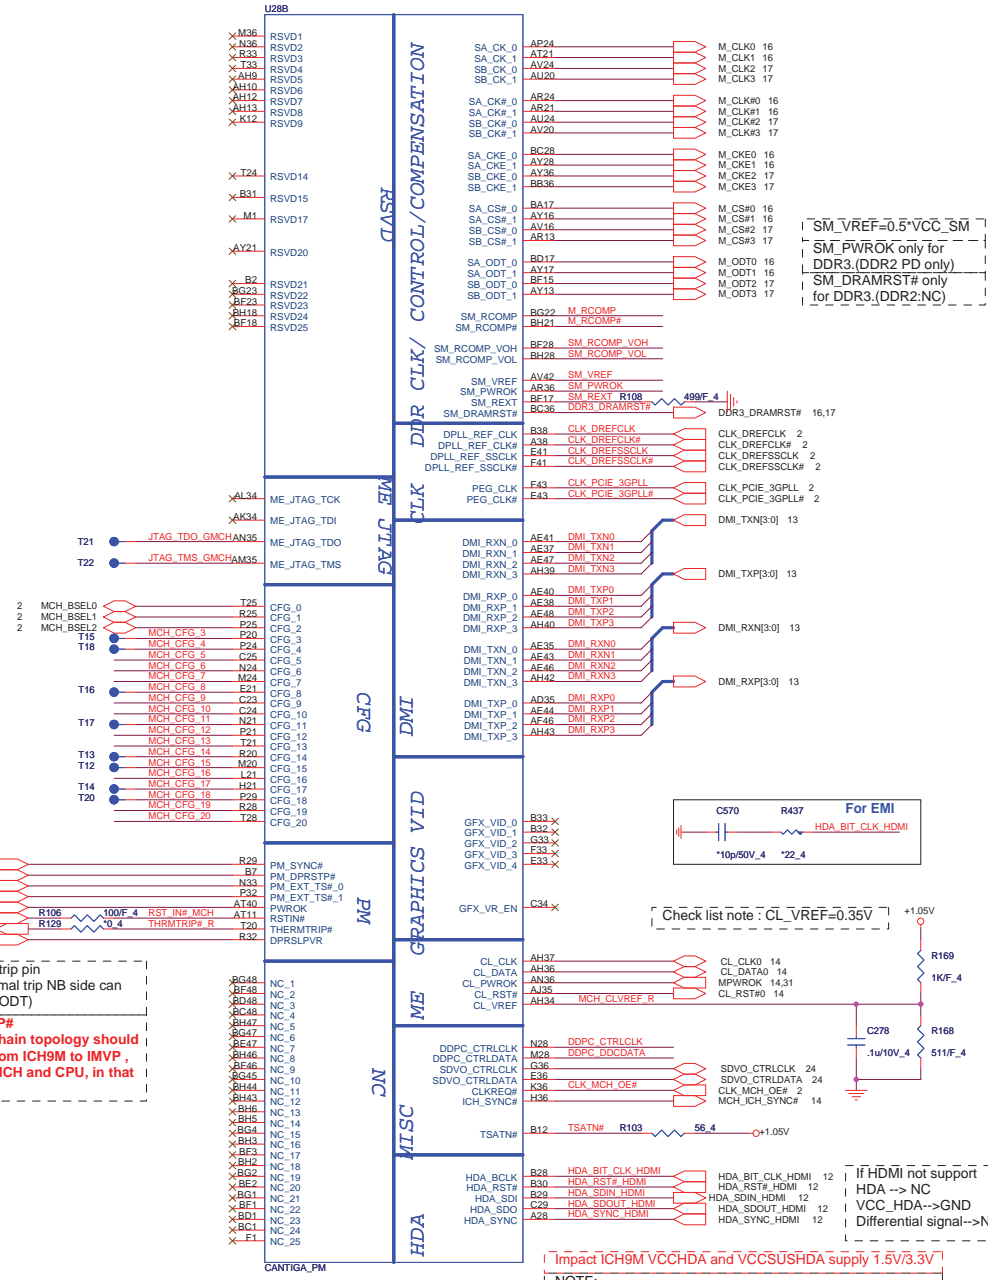 U28B
M36 RSVD1
N36 RSVD2
R33 RSVD3
T33 RSVD4
AH9 RSVD5
AH10 RSVD6
AH12 RSVD7
AH13 RSVD8
K12 RSVD9
T24 RSVD14
B31 RSVD15
M1 RSVD17
AY21 RSVD20
B2 RSVD21
BG23 RSVD22
BF23 RSVD23
BH18 RSVD24
BF18 RSVD25
RSVD
AL34 ME_JTAG_TCK
AK34 ME_JTAG_TDI
T21 JTAG_TDO_GMCH AN35 ME_JTAG_TDO
T22 JTAG_TMS_GMCH AM35 ME_JTAG_TMS
ME JTAG
2 MCH_BSEL0 T25 CFG_0
2 MCH_BSEL1 R25 CFG_1
2 MCH_BSEL2 P25 CFG_2
T15 MCH_CFG_3 P20 CFG_3
T18 MCH_CFG_4 P24 CFG_4
MCH_CFG_5 C25 CFG_5
MCH_CFG_6 N24 CFG_6
MCH_CFG_7 M24 CFG_7
T16 MCH_CFG_8 E21 CFG_8
MCH_CFG_9 C23 CFG_9
MCH_CFG_10 C24 CFG_10
T17 MCH_CFG_11 N21 CFG_11
MCH_CFG_12 P21 CFG_12
MCH_CFG_13 T21 CFG_13
T13 MCH_CFG_14 R20 CFG_14
T12 MCH_CFG_15 M20 CFG_15
MCH_CFG_16 L21 CFG_16
T14 MCH_CFG_17 H21 CFG_17
T20 MCH_CFG_18 P29 CFG_18
MCH_CFG_19 R28 CFG_19
MCH_CFG_20 T28 CFG_20
CFG
R29 PM_SYNC#
B7 PM_DPRSTP#
N33 PM_EXT_TS#_0
P32 PM_EXT_TS#_1
AT40 PWROK
R106 100/F_4 RST_IN#_MCH AT11 RSTIN#
R129 *0_4 THRMTRIP#_R T20 THERMTRIP#
R32 DPRSLPVR
PM
trip pin
mal trip NB side can
ODT)
P#
hain topology should
om ICH9M to IMVP ,
ICH and CPU, in that
BG48 NC_1
BF48 NC_2
BD48 NC_3
BC48 NC_4
BH47 NC_5
BG47 NC_6
BE47 NC_7
BH46 NC_8
BF46 NC_9
BG45 NC_10
BH44 NC_11
BH43 NC_12
BH6 NC_13
BH5 NC_14
BG4 NC_15
BH3 NC_16
BF3 NC_17
BH2 NC_18
BG2 NC_19
BE2 NC_20
BG1 NC_21
BF1 NC_22
BD1 NC_23
BC1 NC_24
F1 NC_25
NC
CANTIGA_PM
DDR CLK/ CONTROL/COMPENSATION
SA_CK_0 AP24 M_CLK0 16
SA_CK_1 AT21 M_CLK1 16
SB_CK_0 AV24 M_CLK2 17
SB_CK_1 AU20 M_CLK3 17
SA_CK#_0 AR24 M_CLK#0 16
SA_CK#_1 AR21 M_CLK#1 16
SB_CK#_0 AU24 M_CLK#2 17
SB_CK#_1 AV20 M_CLK#3 17
SA_CKE_0 BC28 M_CKE0 16
SA_CKE_1 AY28 M_CKE1 16
SB_CKE_0 AY36 M_CKE2 17
SB_CKE_1 BB36 M_CKE3 17
SA_CS#_0 BA17 M_CS#0 16
SA_CS#_1 AY16 M_CS#1 16
SB_CS#_0 AV16 M_CS#2 17
SB_CS#_1 AR13 M_CS#3 17
SA_ODT_0 BD17 M_ODT0 16
SA_ODT_1 AY17 M_ODT1 16
SB_ODT_0 BF15 M_ODT2 17
SB_ODT_1 AY13 M_ODT3 17
SM_RCOMP BG22 M_RCOMP
SM_RCOMP# BH21 M_RCOMP#
SM_RCOMP_VOH BF28 SM_RCOMP_VOH
SM_RCOMP_VOL BH28 SM_RCOMP_VOL
SM_VREF AV42 SM_VREF
SM_PWROK AR36 SM_PWROK
SM_REXT BF17 SM_REXT R108 499/F_4
SM_DRAMRST# BC36 DDR3_DRAMRST# DDR3_DRAMRST# 16,17
SM_VREF=0.5*VCC_SM
SM_PWROK only for
DDR3.(DDR2 PD only)
SM_DRAMRST# only
for DDR3.(DDR2:NC)
CLK
DPLL_REF_CLK B38 CLK_DREFCLK CLK_DREFCLK 2
DPLL_REF_CLK# A38 CLK_DREFCLK# CLK_DREFCLK# 2
DPLL_REF_SSCLK E41 CLK_DREFSSCLK CLK_DREFSSCLK 2
DPLL_REF_SSCLK# F41 CLK_DREFSSCLK# CLK_DREFSSCLK# 2
PEG_CLK F43 CLK_PCIE_3GPLL CLK_PCIE_3GPLL 2
PEG_CLK# E43 CLK_PCIE_3GPLL# CLK_PCIE_3GPLL# 2
DMI
DMI_TXN[3:0] 13
DMI_RXN_0 AE41 DMI_TXN0
DMI_RXN_1 AE37 DMI_TXN1
DMI_RXN_2 AE47 DMI_TXN2
DMI_RXN_3 AH39 DMI_TXN3
DMI_TXP[3:0] 13
DMI_RXP_0 AE40 DMI_TXP0
DMI_RXP_1 AE38 DMI_TXP1
DMI_RXP_2 AE48 DMI_TXP2
DMI_RXP_3 AH40 DMI_TXP3
DMI_RXN[3:0] 13
DMI_TXN_0 AE35 DMI_RXN0
DMI_TXN_1 AE43 DMI_RXN1
DMI_TXN_2 AE46 DMI_RXN2
DMI_TXN_3 AH42 DMI_RXN3
DMI_RXP[3:0] 13
DMI_TXP_0 AD35 DMI_RXP0
DMI_TXP_1 AE44 DMI_RXP1
DMI_TXP_2 AF46 DMI_RXP2
DMI_TXP_3 AH43 DMI_RXP3
GRAPHICS VID
GFX_VID_0 B33
GFX_VID_1 B32
GFX_VID_2 G33
GFX_VID_3 F33
GFX_VID_4 E33
GFX_VR_EN C34
C570 R437 For EMI
HDA_BIT_CLK_HDMI
*10p/50V_4 *22_4
Check list note : CL_VREF=0.35V
+1.05V
R169
1K/F_4
C278
.1u/10V_4
R168
511/F_4
ME
CL_CLK AH37 CL_CLK0 14
CL_DATA AH36 CL_DATA0 14
CL_PWROK AN36 MPWROK 14,31
CL_RST# AJ35 CL_RST#0 14
CL_VREF AH34 MCH_CLVREF_R
MISC
DDPC_CTRLCLK N28 DDPC_CTRLCLK
DDPC_CTRLDATA M28 DDPC_DDCDATA
SDVO_CTRLCLK G36 SDVO_CTRLCLK 24
SDVO_CTRLDATA E36 SDVO_CTRLDATA 24
CLKREQ# K36 CLK_MCH_OE# CLK_MCH_OE# 2
ICH_SYNC# H36 MCH_ICH_SYNC# 14
TSATN# B12 TSATN# R103 56_4 +1.05V
HDA
HDA_BCLK B28 HDA_BIT_CLK_HDMI HDA_BIT_CLK_HDMI 12
HDA_RST# B30 HDA_RST#_HDMI HDA_RST#_HDMI 12
HDA_SDI B29 HDA_SDIN_HDMI HDA_SDIN_HDMI 12
HDA_SDO C29 HDA_SDOUT_HDMI HDA_SDOUT_HDMI 12
HDA_SYNC A28 HDA_SYNC_HDMI HDA_SYNC_HDMI 12
If HDMI not support
HDA --> NC
VCC_HDA-->GND
Differential signal-->N
Impact ICH9M VCCHDA and VCCSUSHDA supply 1.5V/3.3V
NOTE: